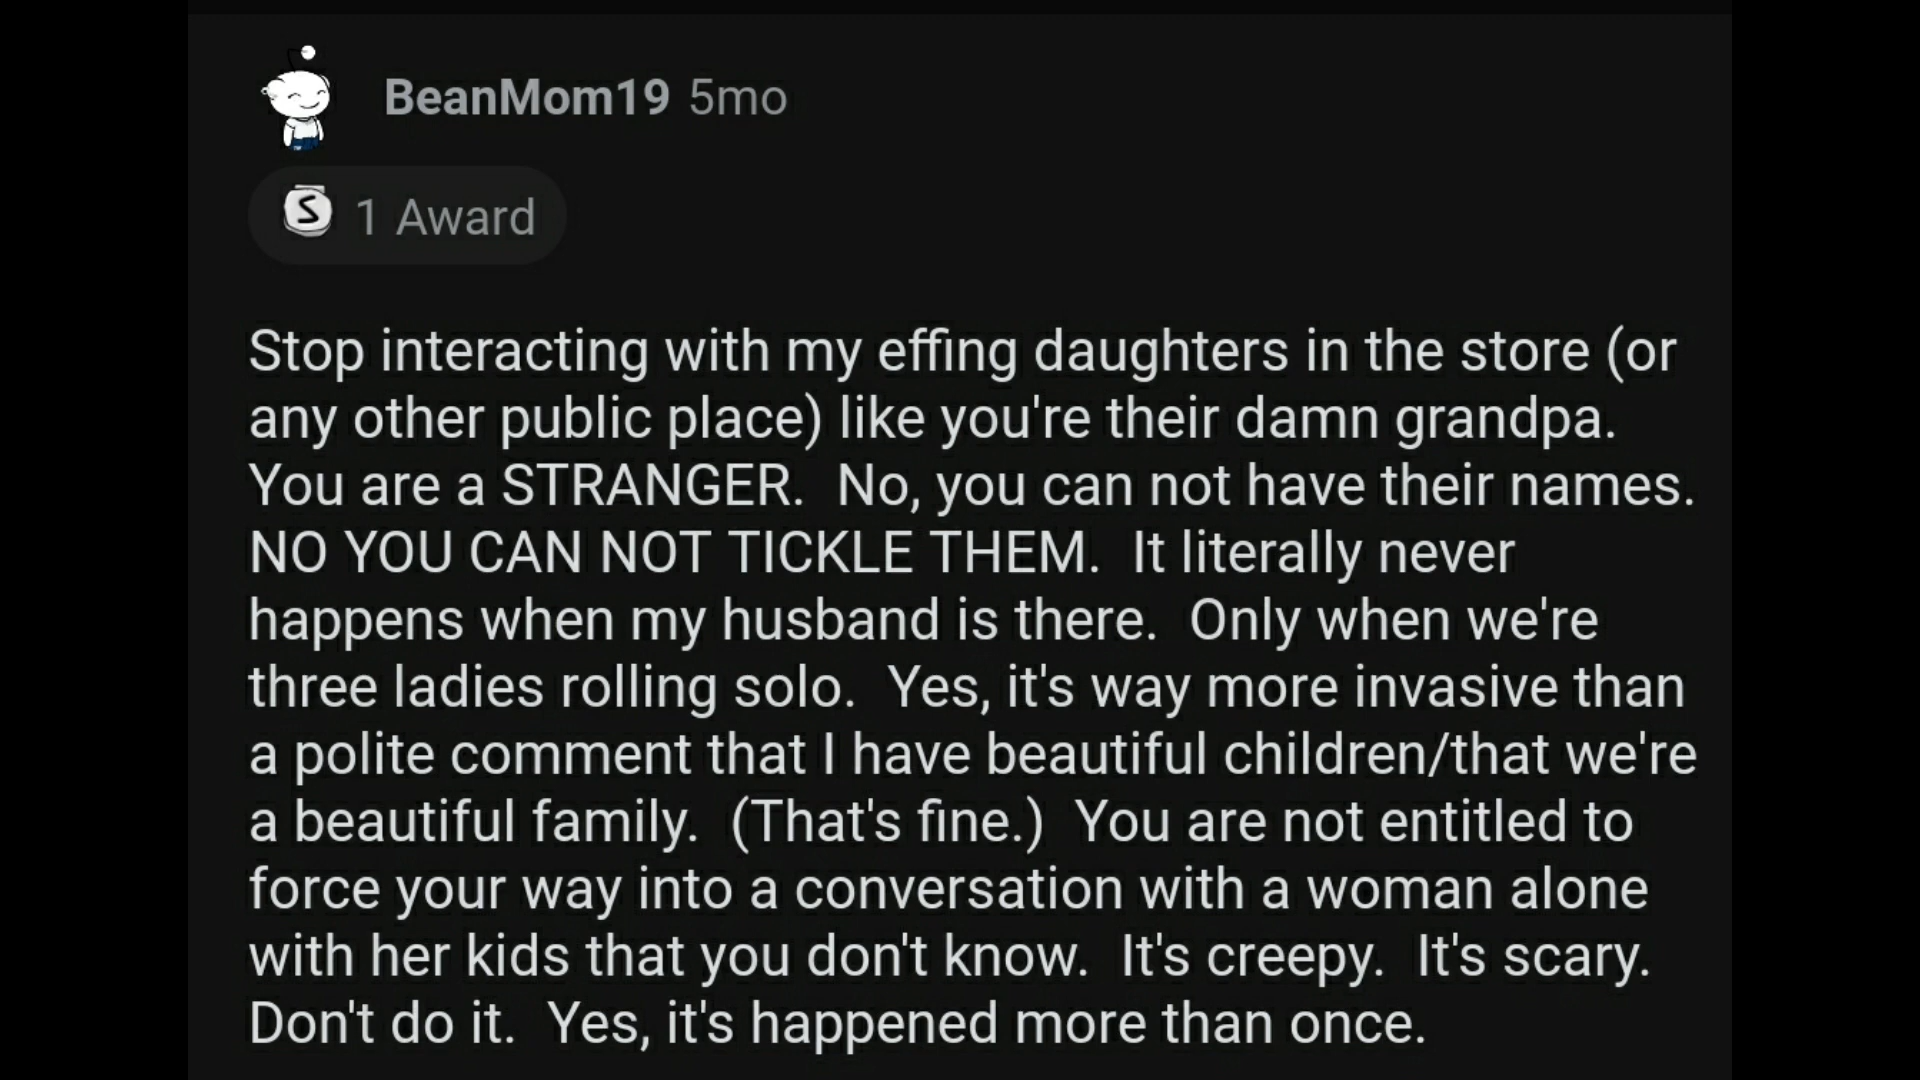 BeanMom19 5mo
S 1 Award
Stop interacting with my effing daughters in the store (or
any other public place) like you're their damn grandpa.
You are a STRANGER.  No, you can not have their names.
NO YOU CAN NOT TICKLE THEM.  It literally never
happens when my husband is there.  Only when we're
three ladies rolling solo.  Yes, it's way more invasive than
a polite comment that I have beautiful children/that we're
a beautiful family.  (That's fine.)  You are not entitled to
force your way into a conversation with a woman alone
with her kids that you don't know.  It's creepy.  It's scary.
Don't do it.  Yes, it's happened more than once.